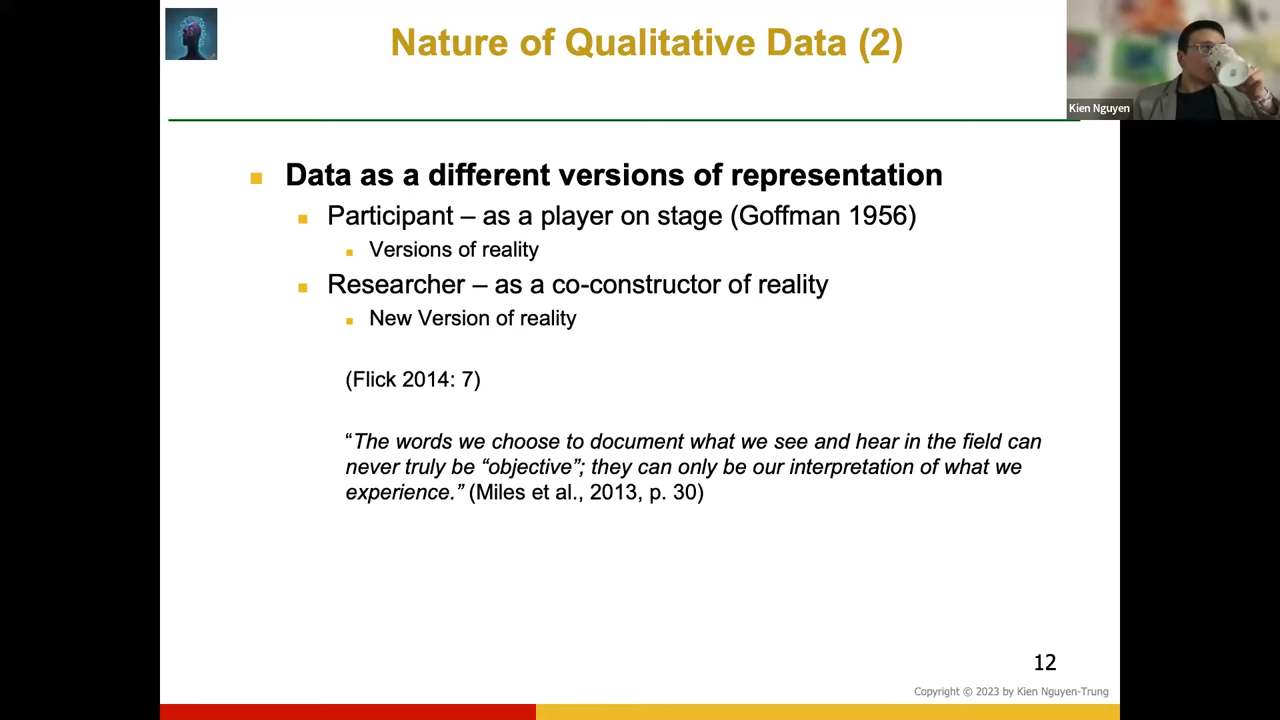 Nature of Qualitative Data (2)
Kien Nguyen
Data as a different versions of representation
Participant – as a player on stage (Goffman 1956)
Versions of reality
Researcher – as a co-constructor of reality
New Version of reality
(Flick 2014: 7)
“The words we choose to document what we see and hear in the field can
never truly be “objective”; they can only be our interpretation of what we
experience.” (Miles et al., 2013, p. 30)
12
Copyright © 2023 by Kien Nguyen-Trung